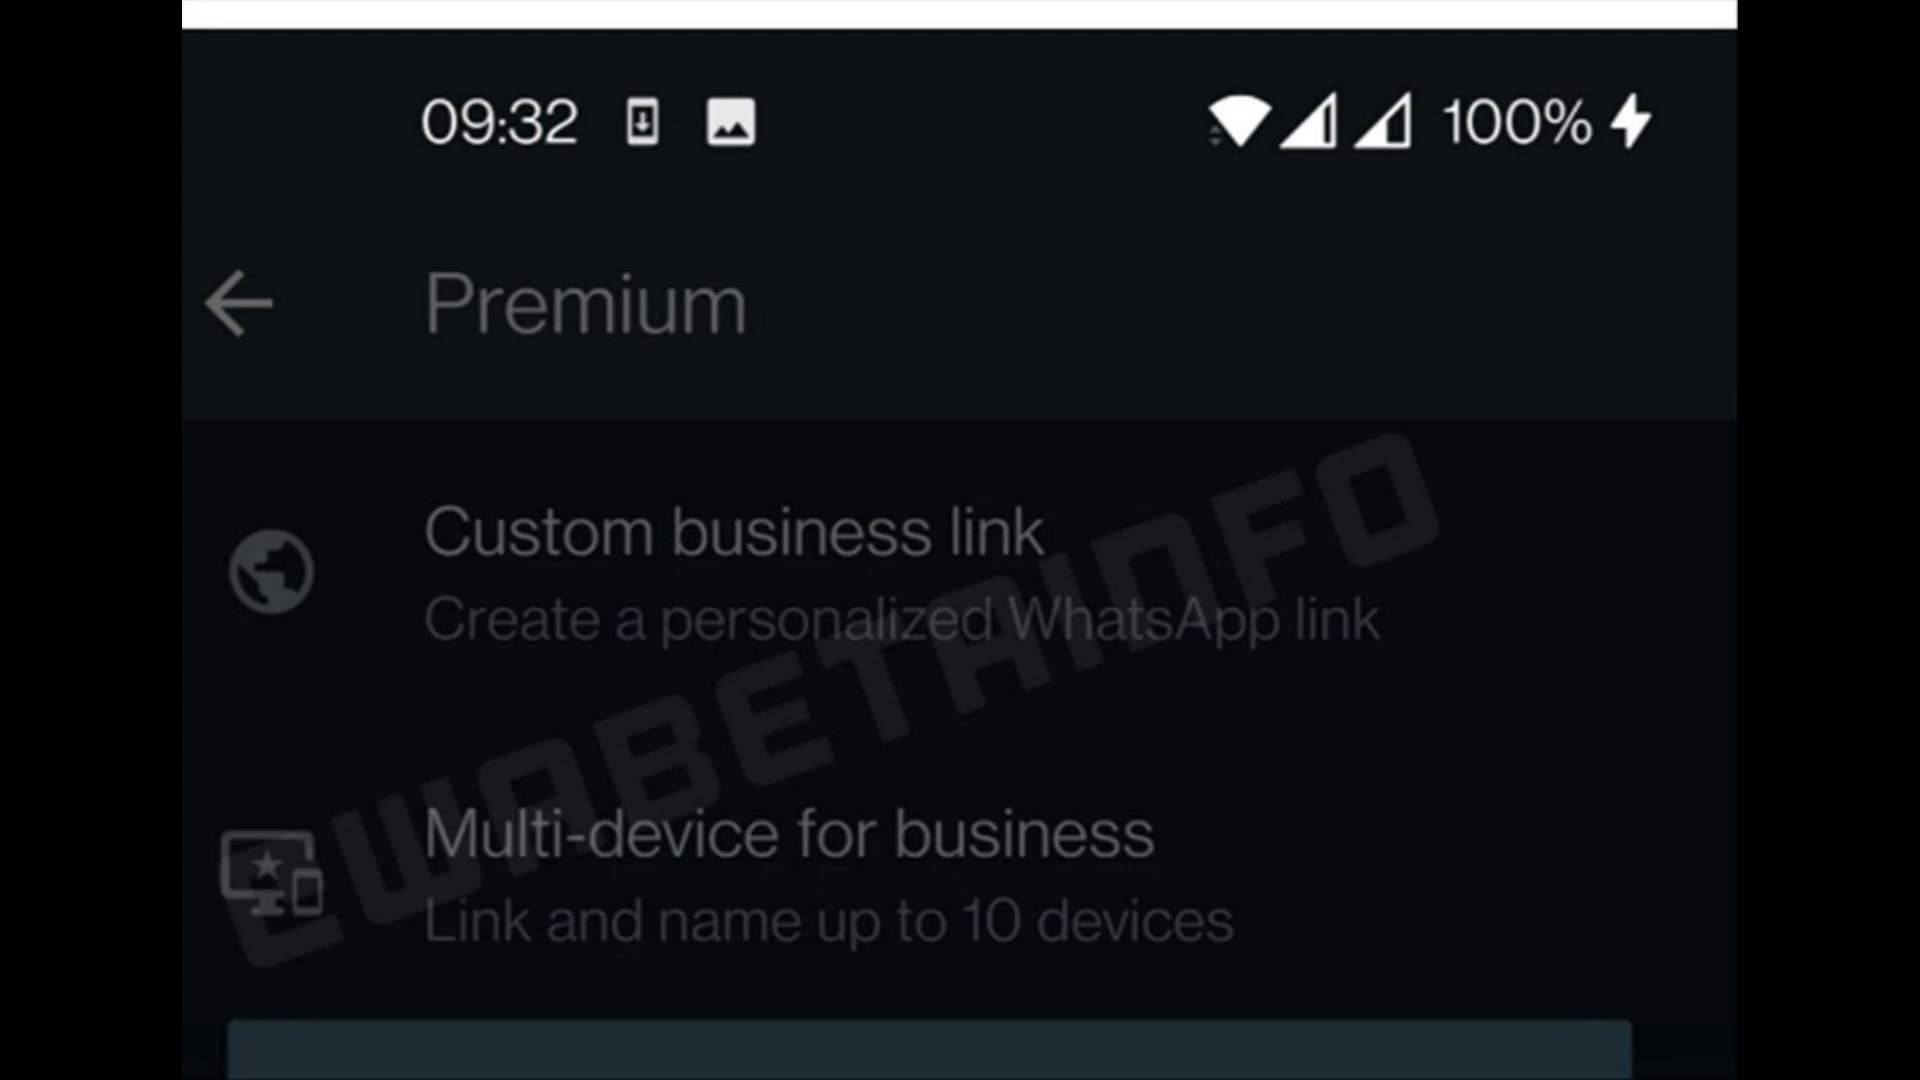 09:32 100%
Premium
Custom business link
Create a personalized WhatsApp link
Multi-device for business
Link and name up to 10 devices
WABETAINFO